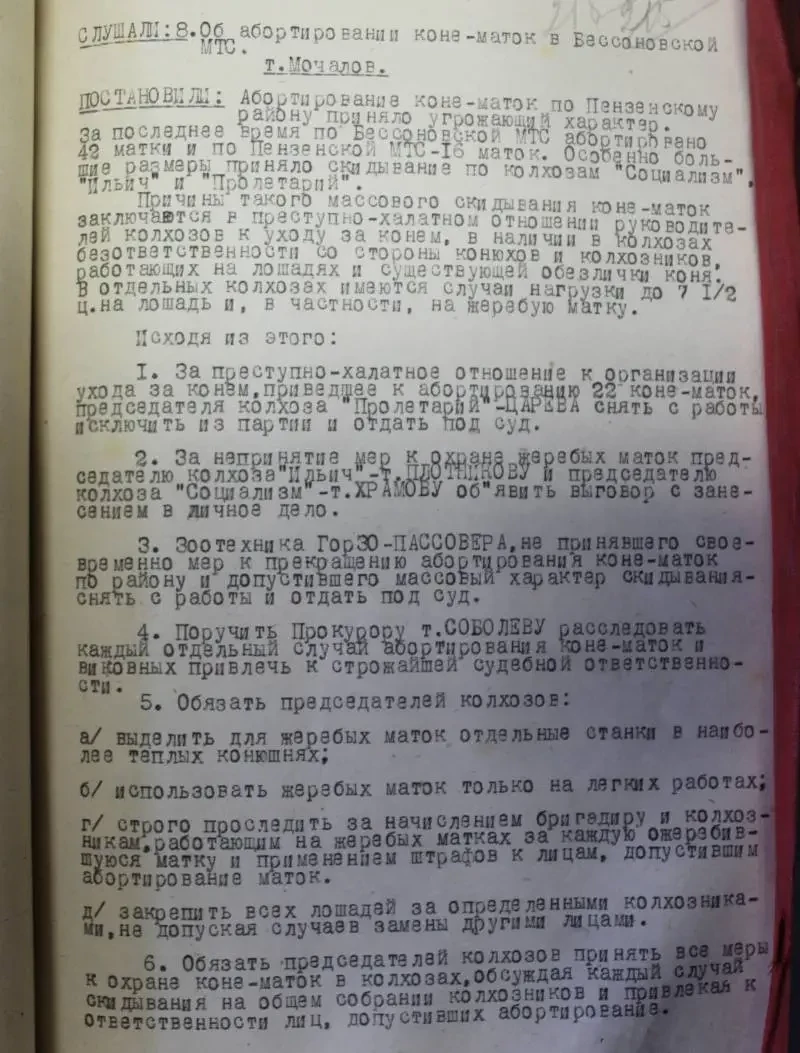 СЛУШАЛИ: 8. Об абортировании коне-маток в Бессоновской
МТС.
т. Мочалов.
ПОСТАНОВИЛИ: Абортирование коне-маток по Пензенскому
району приняло угрожающий характер.
За последнее время по Бессоновской МТС абортировано
42 матки и по Пензенской МТС-16 маток. Особенно боль-
шие размеры приняло скидывание по колхозам "Социализм",
"Ильич" и "Пролетарий".
Причины такого массового скидывания коне-маток
заключаются в преступно-халатном отношении руководите-
лей колхозов к уходу за конем, в наличии в колхозах
безответственности со стороны конюхов и колхозников,
работающих на лошадях и существующей обезлички коня.
В отдельных колхозах имеются случаи нагрузки до 7 1/2
ц.на лошадь и, в частности, на жеребую матку.
Исходя из этого:
1. За преступно-халатное отношение к организации
ухода за конем,приведшее к абортированию 22 коне-маток,
председателя колхоза "Пролетарий"-ЦАРЕВА снять с работы
исключить из партии и отдать под суд.
2. За непринятие мер к охране жеребых маток пред-
седателю колхоза"Ильич"-т.ПЛОТНИКОВУ и председателю
колхоза "Социализм"-т.ХРАМОВУ об"явить выговор с зане-
сением в личное дело.
3. Зоотехника ГорЗО-ПАССОВЕРА,не принявшего свое-
временно мер к прекращению абортирования коне-маток
по району и допустившего массовый характер скидывания-
снять с работы и отдать под суд.
4. Поручить Прокурору т.СОБОЛЕВУ расследовать
каждый отдельный случай абортирования коне-маток и
виновных привлечь к строжайшей судебной ответственно-
сти.
5. Обязать председателей колхозов:
а/ выделить для жеребых маток отдельные станки в наибо-
лее теплых конюшнях;
б/ использовать жеребых маток только на легких работах;
г/ строго проследить за начислением бригадиру и колхоз-
никам,работающим на жеребых матках за каждую ожеребив-
шуюся матку и применением штрафов к лицам, допустившим
абортирование маток.
д/ закрепить всех лошадей за определенными колхозника-
ми,не допуская случаев замены другими лицами.
6. Обязать председателей колхозов принять все меры
к охране коне-маток в колхозах,обсуждая каждый случай
скидывания на общем собрании колхозников и привлекая к
ответственности лиц, допустивших абортирование.